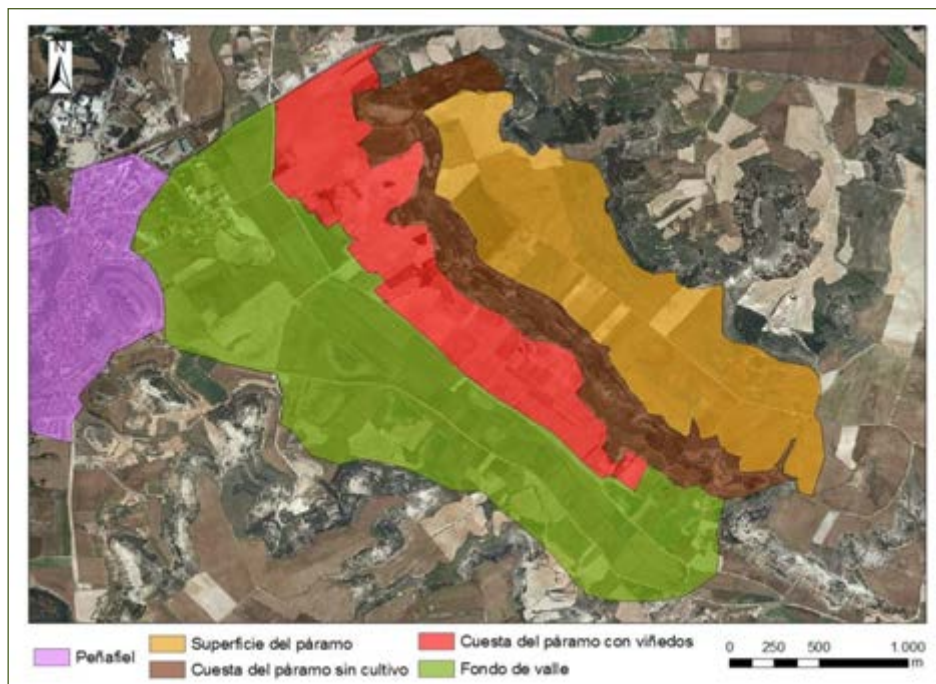 N
Peñafiel
Superficie del páramo
Cuesta del páramo sin cultivo
Cuesta del páramo con viñedos
Fondo de valle
0 250 500 1.000
m